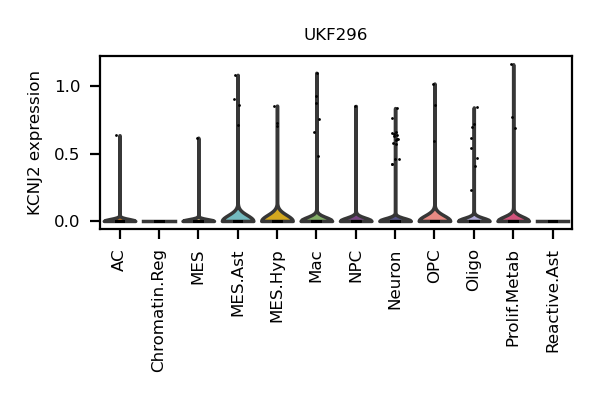 UKF296
KCNJ2 expression
1.0
0.5
0.0
AC
Chromatin.Reg
MES
MES.Ast
MES.Hyp
Mac
NPC
Neuron
OPC
Oligo
Prolif.Metab
Reactive.Ast